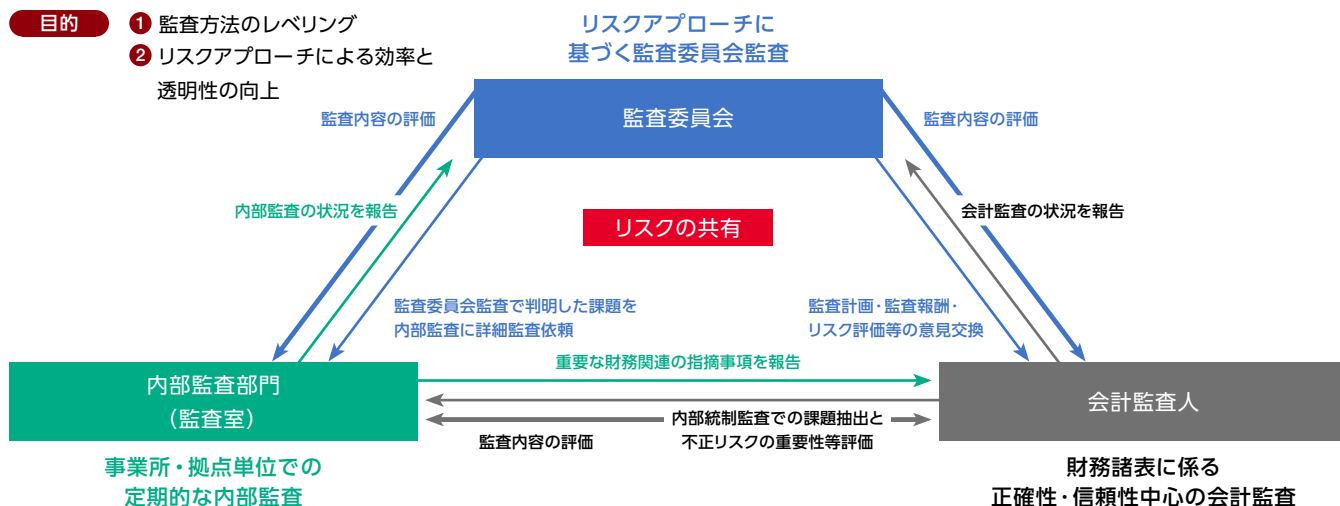 目的
1 監査方法のレベリング
2 リスクアプローチによる効率と
透明性の向上
リスクアプローチに
基づく監査委員会監査
監査委員会
監査内容の評価
監査内容の評価
内部監査の状況を報告
会計監査の状況を報告
リスクの共有
監査委員会監査で判明した課題を
内部監査に詳細監査依頼
監査計画・監査報酬・
リスク評価等の意見交換
重要な財務関連の指摘事項を報告
内部監査部門
（監査室）
会計監査人
監査内容の評価
内部統制監査での課題抽出と
不正リスクの重要性等評価
事業所・拠点単位での
定期的な内部監査
財務諸表に係る
正確性・信頼性中心の会計監査